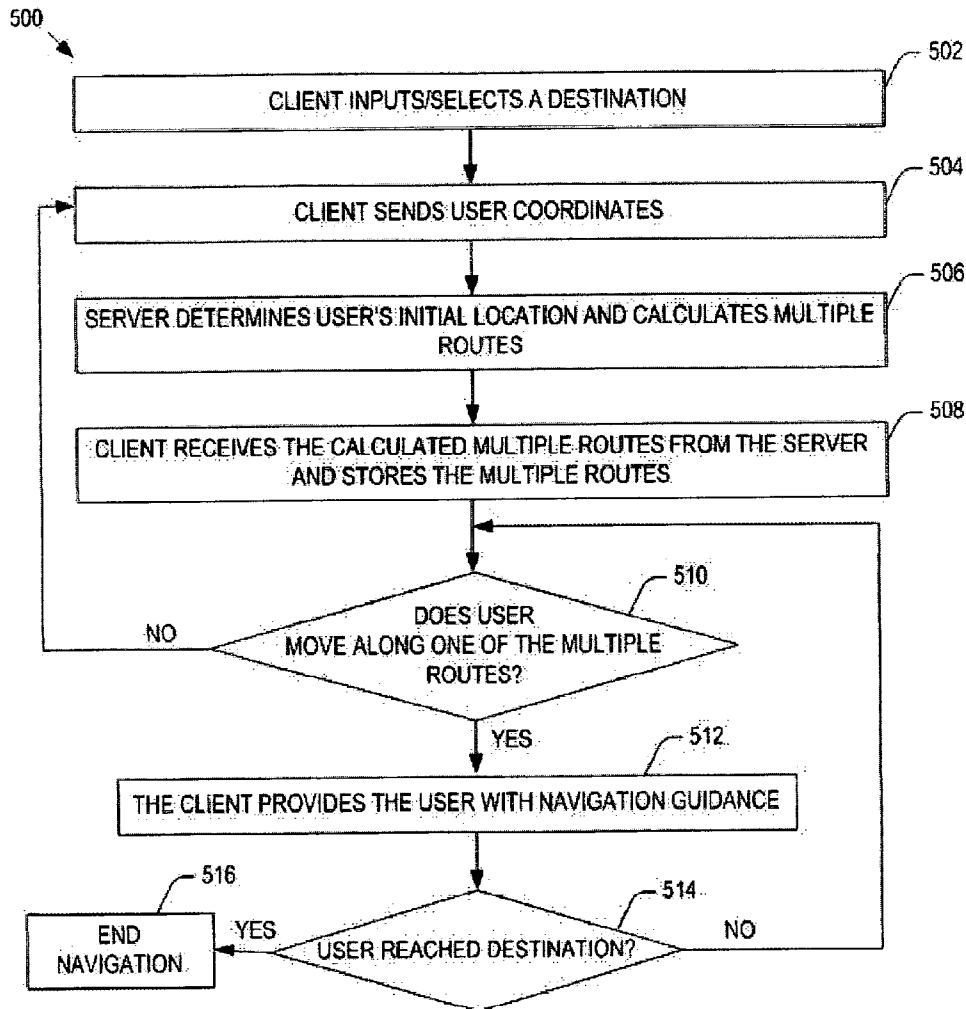 500
502
CLIENT INPUTS/SELECTS A DESTINATION
504
CLIENT SENDS USER COORDINATES
506
SERVER DETERMINES USER'S INITIAL LOCATION AND CALCULATES MULTIPLE
ROUTES
508
CLIENT RECEIVES THE CALCULATED MULTIPLE ROUTES FROM THE SERVER
AND STORES THE MULTIPLE ROUTES
510
DOES USER
MOVE ALONG ONE OF THE MULTIPLE
ROUTES?
NO
YES
512
THE CLIENT PROVIDES THE USER WITH NAVIGATION GUIDANCE
514
USER REACHED DESTINATION?
NO
YES
516
END
NAVIGATION